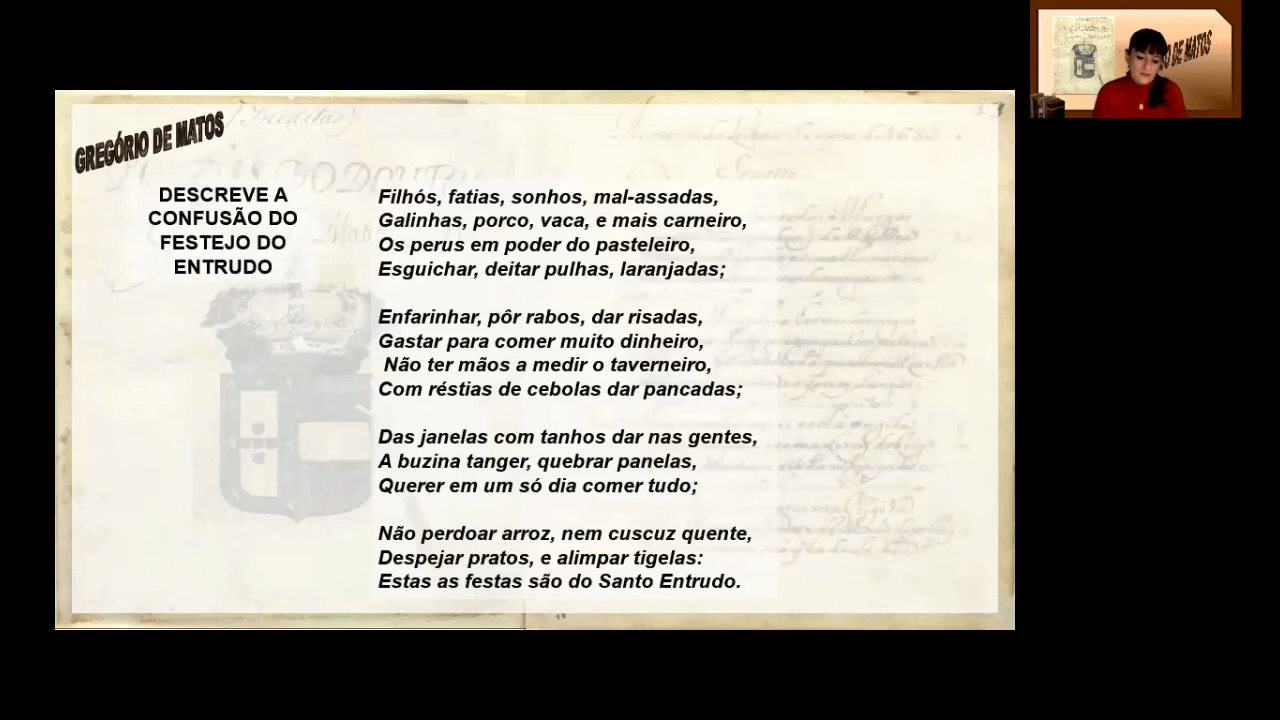 GREGÓRIO DE MATOS
DESCREVE A
CONFUSÃO DO
FESTEJO DO
ENTRUDO
Filhós, fatias, sonhos, mal-assadas,
Galinhas, porco, vaca, e mais carneiro,
Os perus em poder do pasteleiro,
Esguichar, deitar pulhas, laranjadas;
Enfarinhar, pôr rabos, dar risadas,
Gastar para comer muito dinheiro,
Não ter mãos a medir o taverneiro,
Com réstias de cebolas dar pancadas;
Das janelas com tanhos dar nas gentes,
A buzina tanger, quebrar panelas,
Querer em um só dia comer tudo;
Não perdoar arroz, nem cuscuz quente,
Despejar pratos, e alimpar tigelas:
Estas as festas são do Santo Entrudo.
DE MATOS